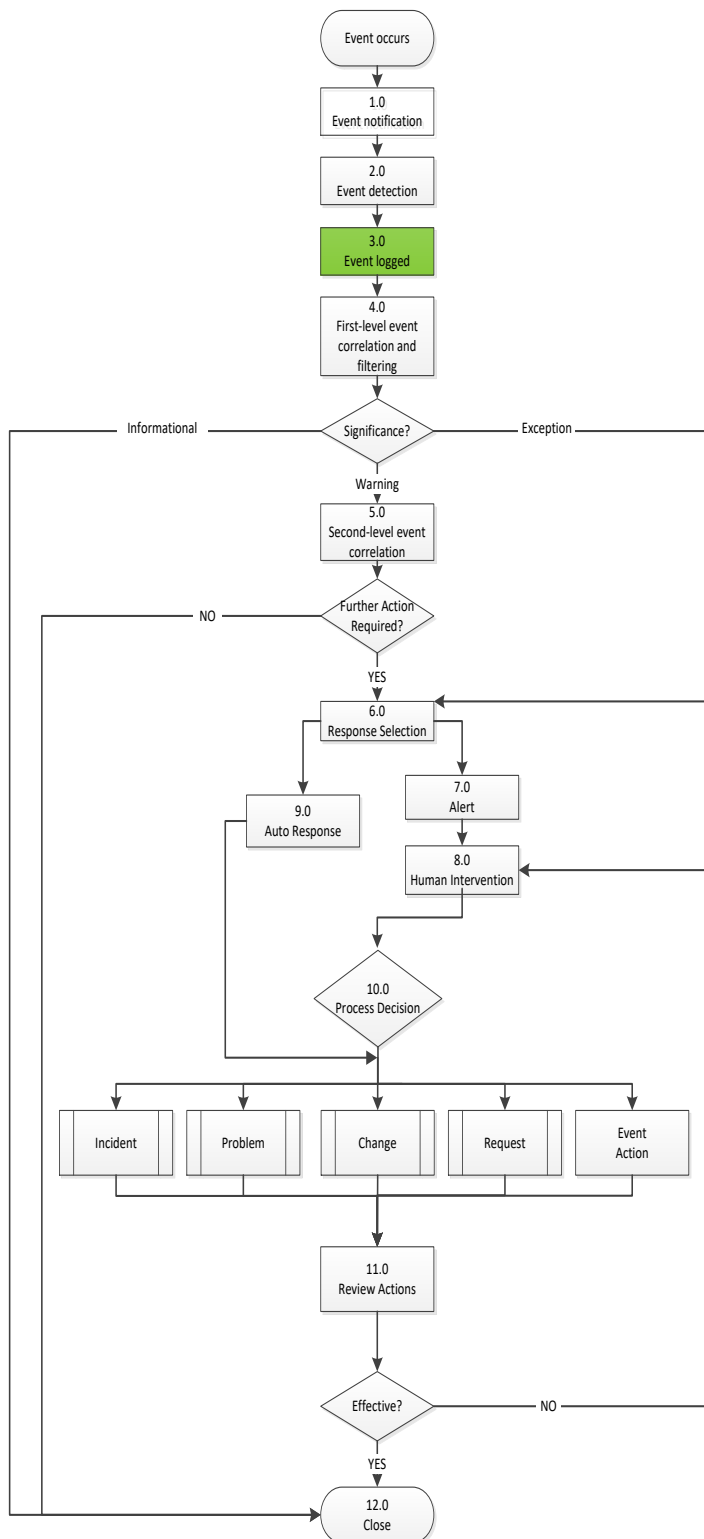 Event occurs
1.0
Event notification
2.0
Event detection
3.0
Event logged
4.0
First-level event
correlation and
filtering
Informational
Significance?
Exception
Warning
5.0
Second-level event
correlation
NO
Further Action
Required?
YES
6.0
Response Selection
7.0
Alert
9.0
Auto Response
8.0
Human Intervention
10.0
Process Decision
Incident
Problem
Change
Request
Event
Action
11.0
Review Actions
Effective?
NO
YES
12.0
Close